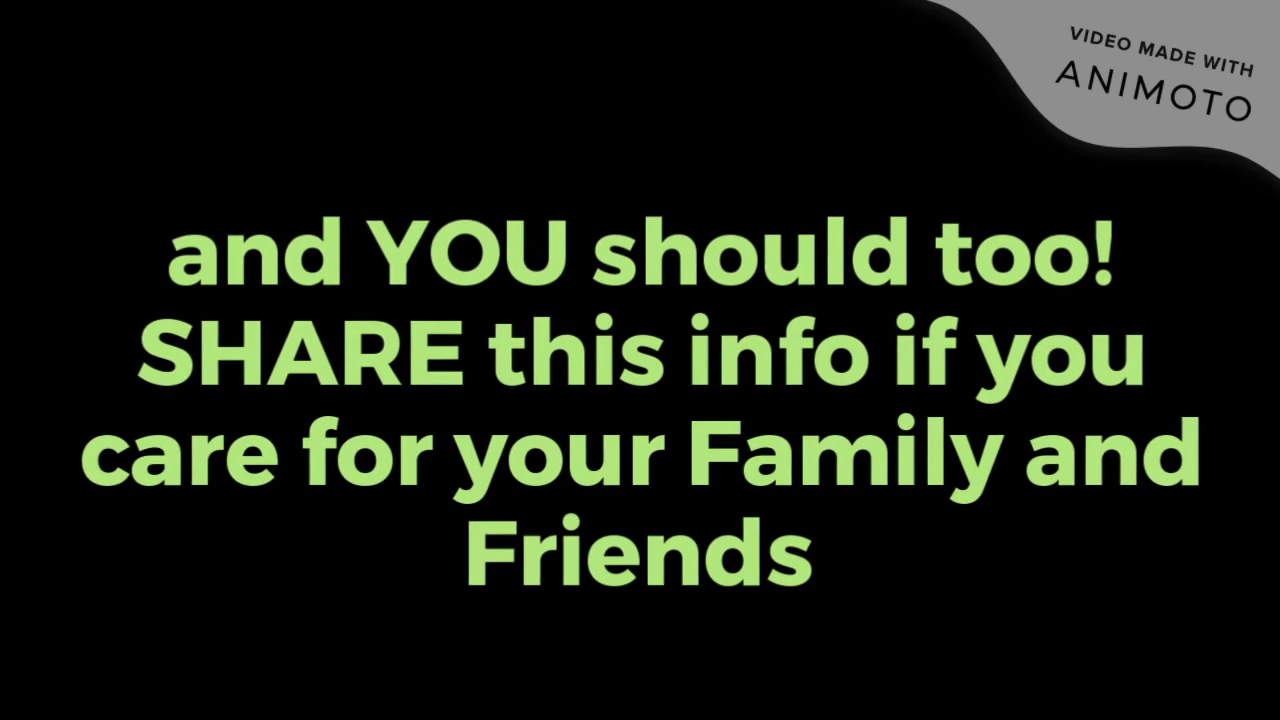 VIDEO MADE WITH
ANIMOTO
and YOU should too!
SHARE this info if you
care for your Family and
Friends